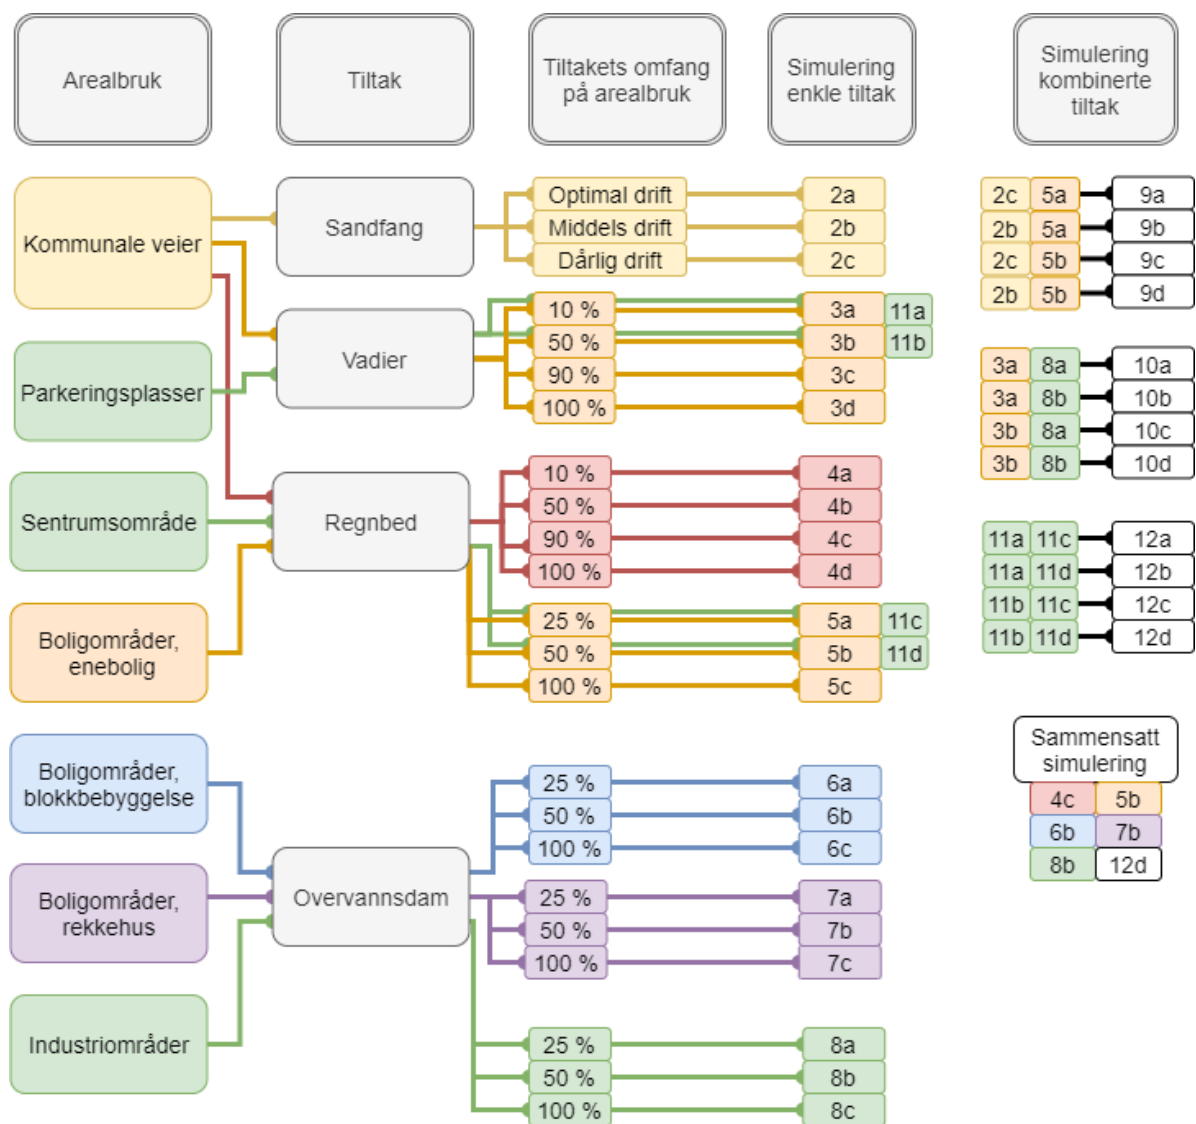 Arealbruk
Tiltak
Tiltakets omfang
på arealbruk
Simulering
enkle tiltak
Simulering
kombinerte
tiltak
Kommunale veier
Parkeringsplasser
Sentrumsområde
Boligområder,
enebolig
Boligområder,
blokkbebyggelse
Boligområder,
rekkehus
Industriområder
Sandfang
Vadier
Regnbed
Overvannsdam
Optimal drift 2a
Middels drift 2b
Dårlig drift 2c
10 % 3a 11a
50 % 3b 11b
90 % 3c
100 % 3d
10 % 4a
50 % 4b
90 % 4c
100 % 4d
25 % 5a 11c
50 % 5b 11d
100 % 5c
25 % 6a
50 % 6b
100 % 6c
25 % 7a
50 % 7b
100 % 7c
25 % 8a
50 % 8b
100 % 8c
2c 5a 9a
2b 5a 9b
2c 5b 9c
2b 5b 9d
3a 8a 10a
3a 8b 10b
3b 8a 10c
3b 8b 10d
11a 11c 12a
11a 11d 12b
11b 11c 12c
11b 11d 12d
Sammensatt
simulering
4c 5b
6b 7b
8b 12d